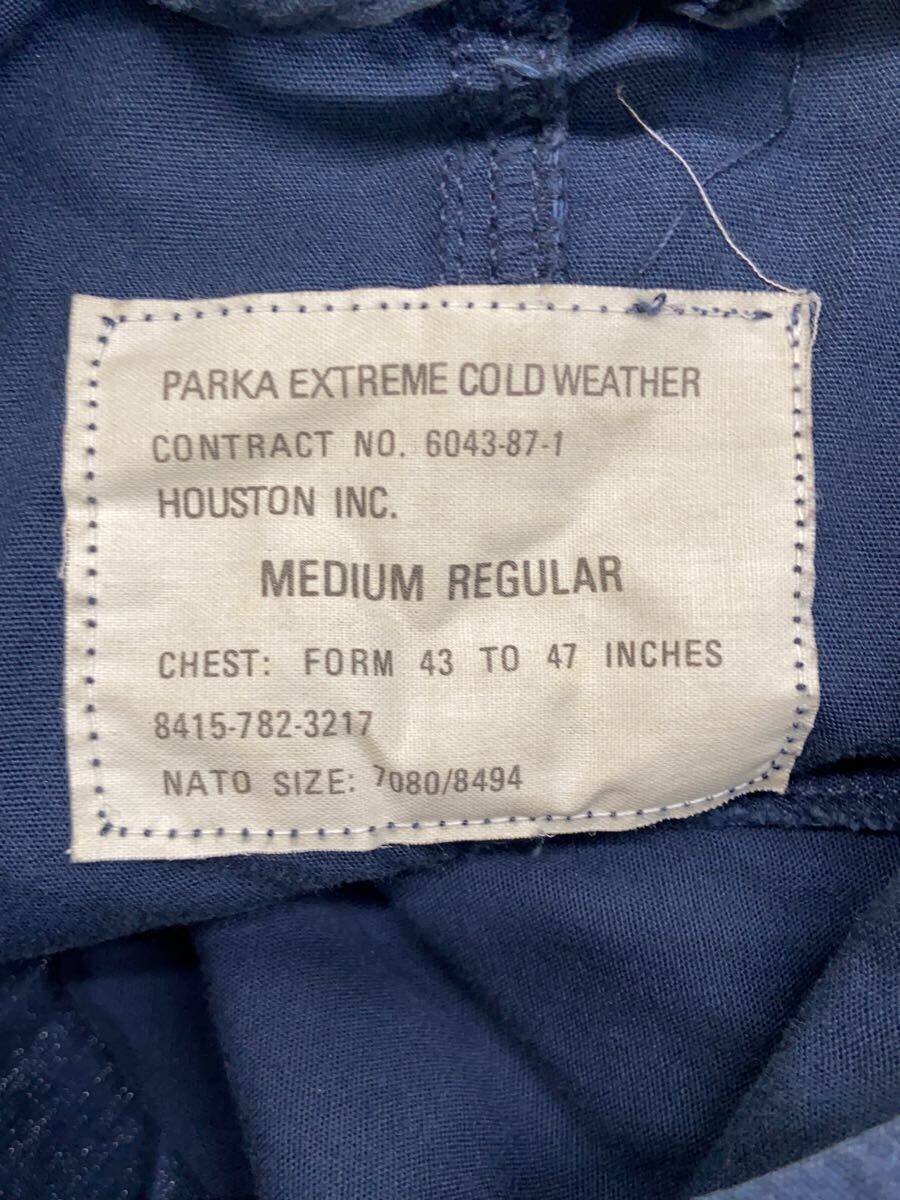 PARKA EXTREME COLD WEATHER
CONTRACT NO. 6043-87-1
HOUSTON INC.
MEDIUM REGULAR
CHEST: FORM 43 TO 47 INCHES
8415-782-3217
NATO SIZE: 7080/8494